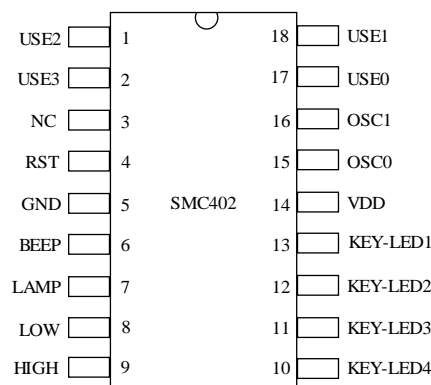 USE2 1 18 USE1
USE3 2 17 USE0
NC 3 16 OSC1
RST 4 15 OSC0
GND 5 SMC402 14 VDD
BEEP 6 13 KEY-LED1
LAMP 7 12 KEY-LED2
LOW 8 11 KEY-LED3
HIGH 9 10 KEY-LED4